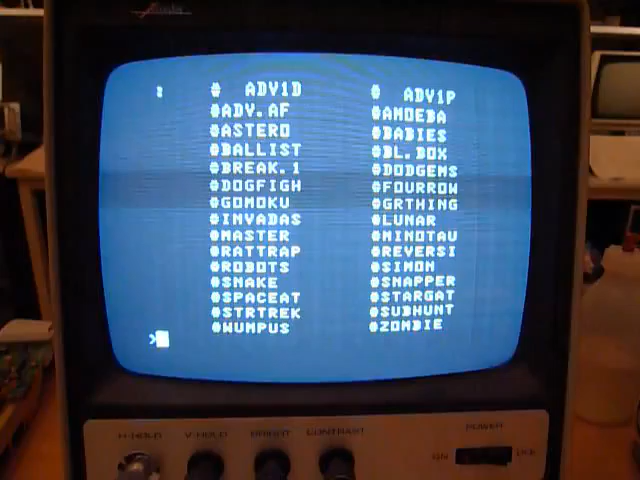 : #  ADV1D #  ADV1P
#ADV.AF #AMOEBA
#ASTERO #BABIES
#BALLIST #BL.BOX
#BREAK.1 #DODGEMS
#DOGFIGH #FOURROW
#GOMOKU #GRTHING
#INVADAS #LUNAR
#MASTER #MINOTAU
#RATTRAP #REVERSI
#ROBOTS #SIMON
#SNAKE #SNAPPER
#SPACEAT #STARGAT
#STRTREK #SUBHUNT
#WUMPUS #ZOMBIE
>
H-HOLD V-HOLD BRIGHT CONTRAST POWER
ON OFF